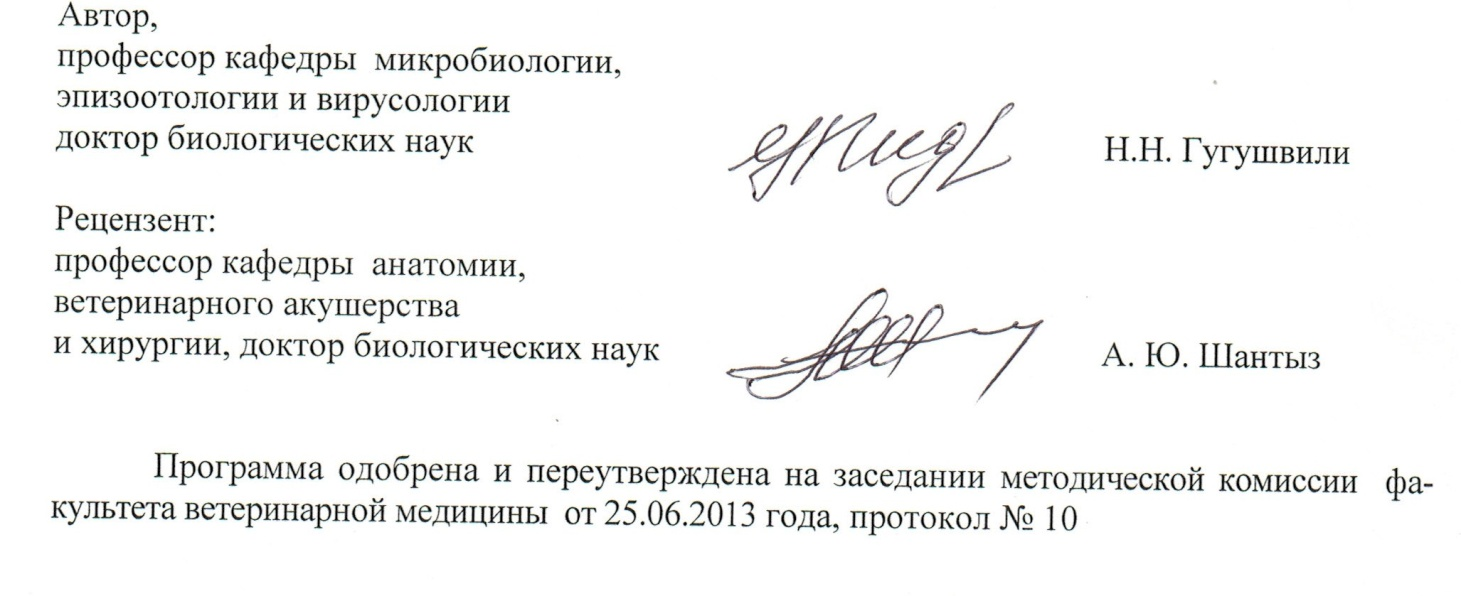 Автор,
профессор кафедры микробиологии,
эпизоотологии и вирусологии
доктор биологических наук
Н.Н. Гугушвили
Рецензент:
профессор кафедры анатомии,
ветеринарного акушерства
и хирургии, доктор биологических наук
А. Ю. Шантыз
Программа одобрена и переутверждена на заседании методической комиссии фа-
культета ветеринарной медицины от 25.06.2013 года, протокол № 10